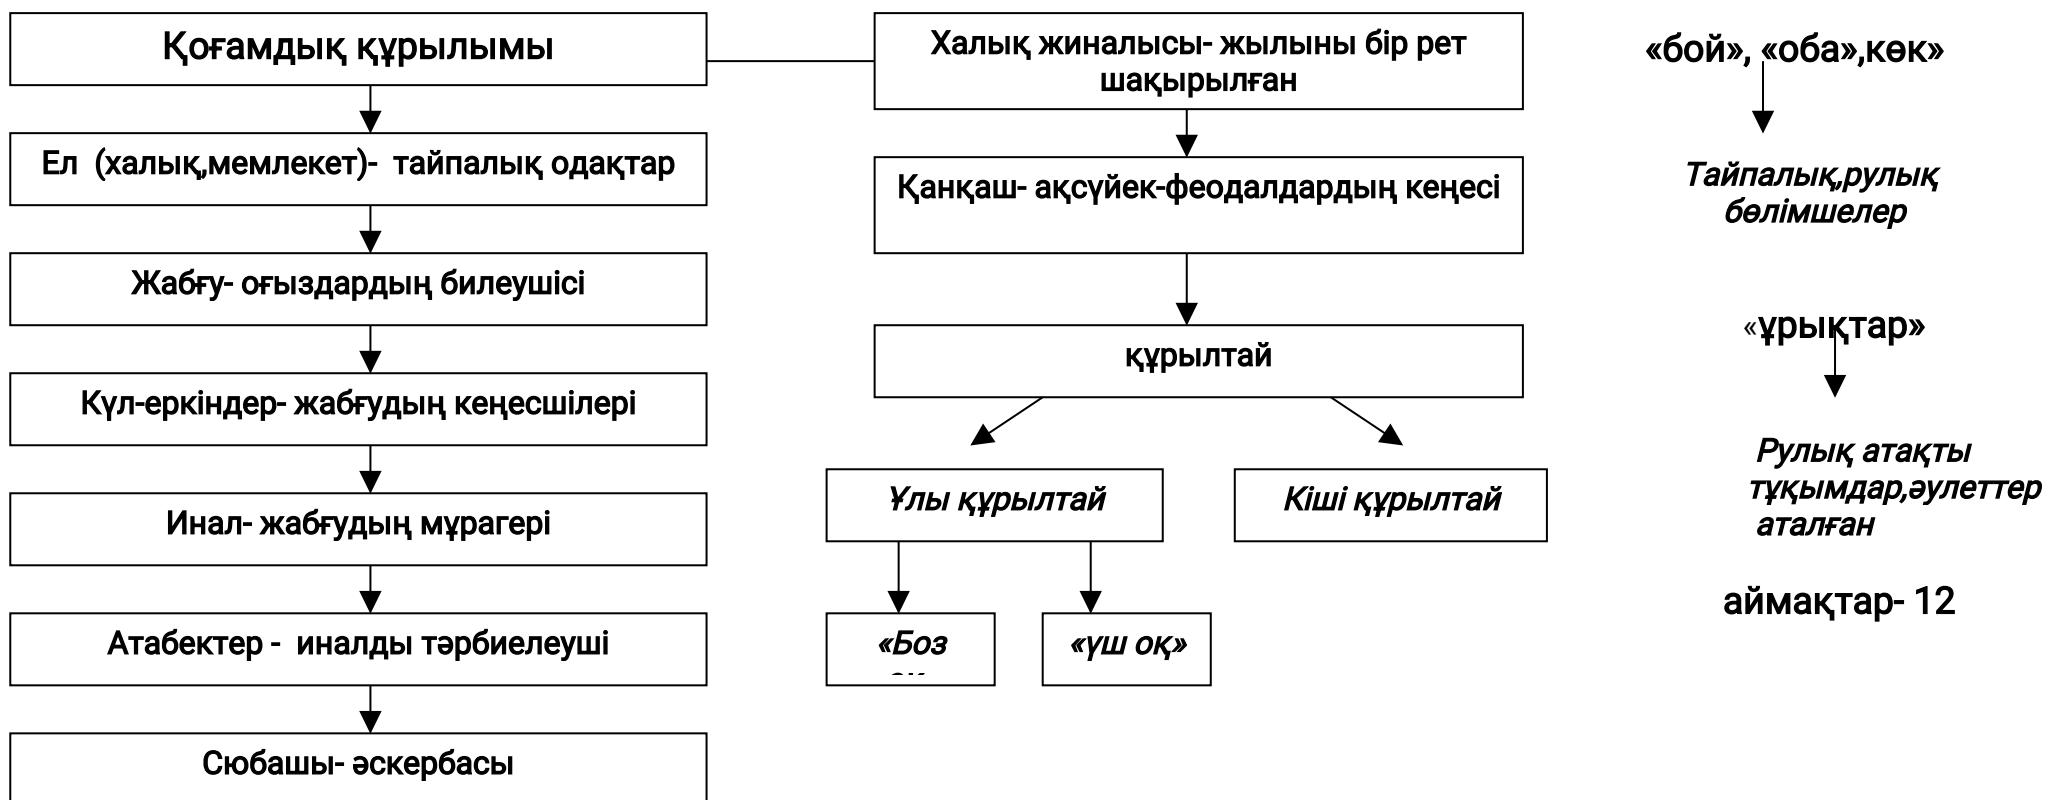 Қоғамдық құрылымы
Ел (халық,мемлекет)- тайпалық одақтар
Жабғу- оғыздардың билеушісі
Күл-еркіндер- жабғудың кеңесшілері
Инал- жабғудың мұрагері
Атабектер - иналды тәрбиелеуші
Сюбашы- әскербасы
Халық жиналысы- жылыны бір рет
шақырылған
Қанқаш- ақсүйек-феодалдардың кеңесі
құрылтай
Ұлы құрылтай
Кіші құрылтай
«Боз
«үш оқ»
«бой», «оба»,көк»
Тайпалық,рулық
бөлімшелер
«ұрықтар»
Рулық атақты
тұқымдар,әулеттер
аталған
аймақтар- 12